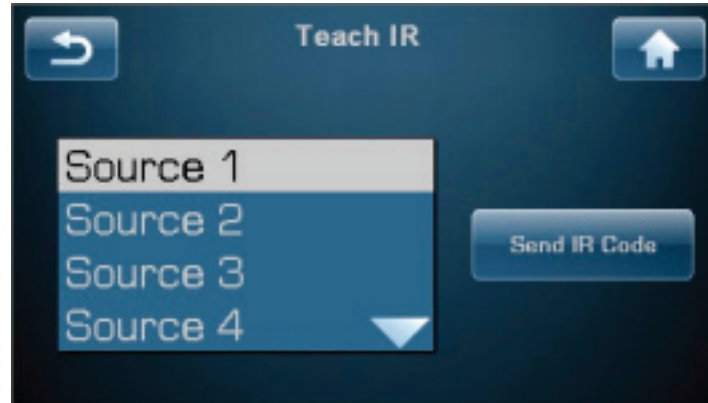 Teach IR
Source 1
Source 2
Source 3
Source 4
Send IR Code